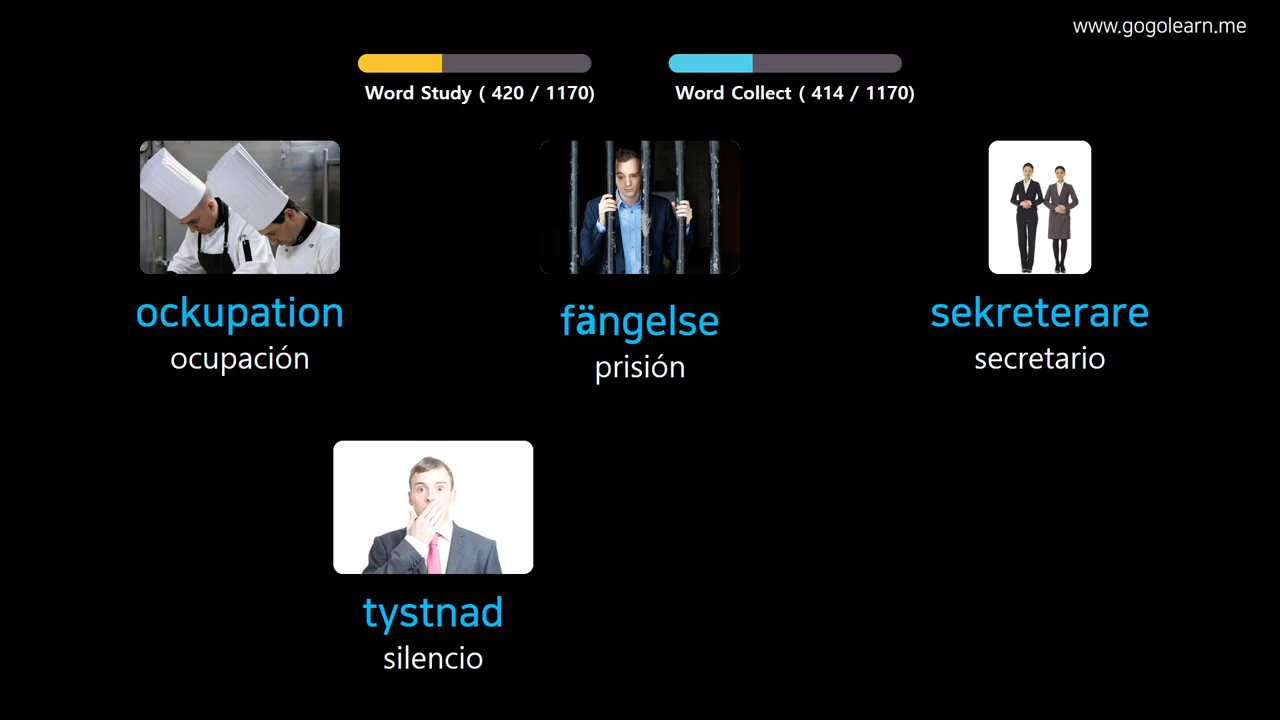 www.gogolearn.me
Word Study ( 420 / 1170)
Word Collect ( 414 / 1170)
ockupation
ocupación
fängelse
prisión
sekreterare
secretario
tystnad
silencio